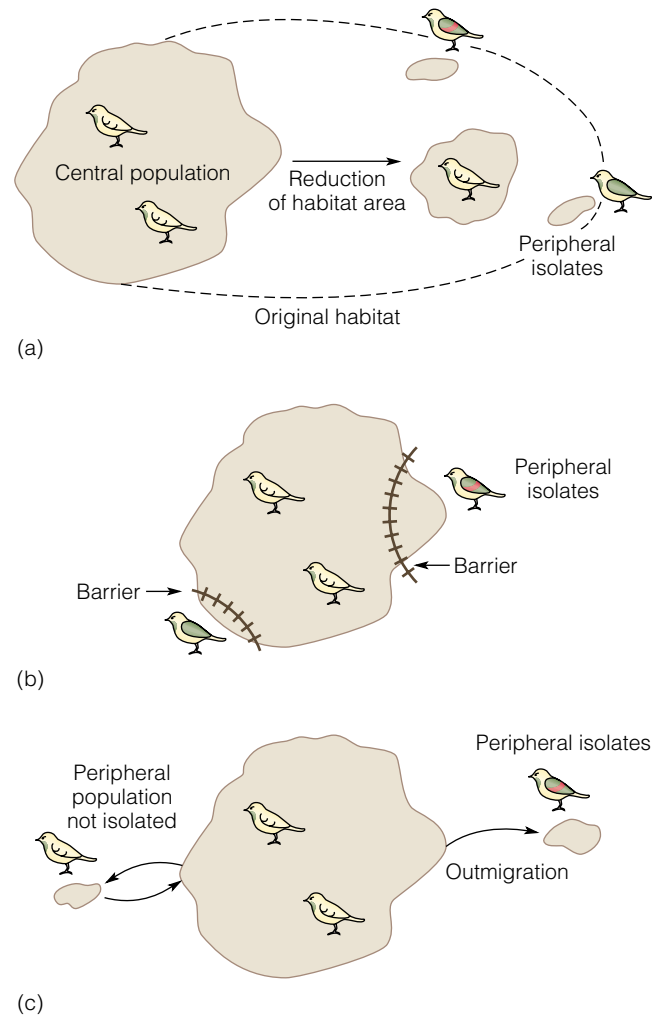 Central population
Reduction
of habitat area
Peripheral
isolates
Original habitat
(a)
Peripheral
isolates
Barrier
Barrier
(b)
Peripheral isolates
Peripheral
population
not isolated
Outmigration
(c)